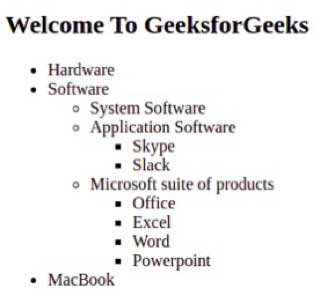 Welcome To GeeksforGeeks
Hardware
Software
System Software
Application Software
Skype
Slack
Microsoft suite of products
Office
Excel
Word
Powerpoint
MacBook